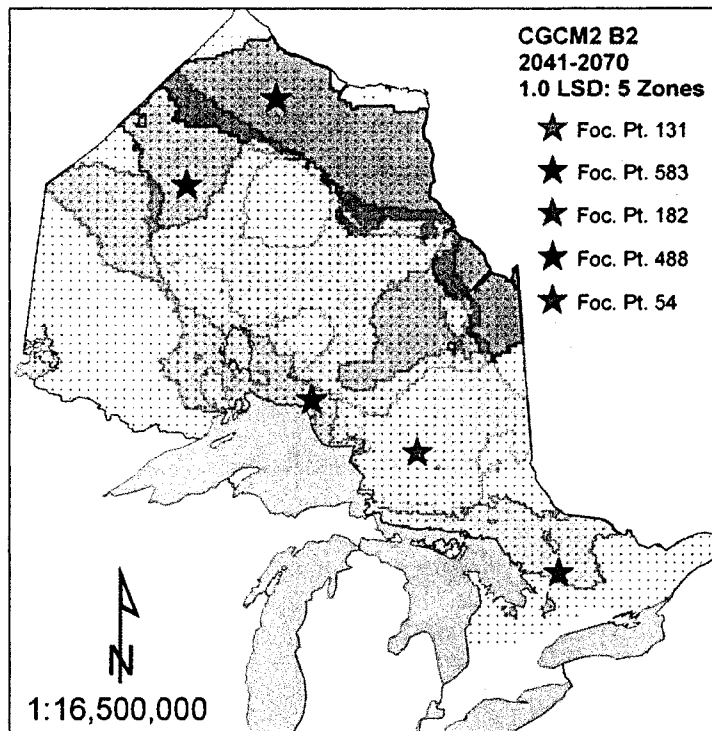 CGCM2 B2
2041-2070
1.0 LSD: 5 Zones
Foc. Pt. 131
Foc. Pt. 583
Foc. Pt. 182
Foc. Pt. 488
Foc. Pt. 54
N
1:16,500,000